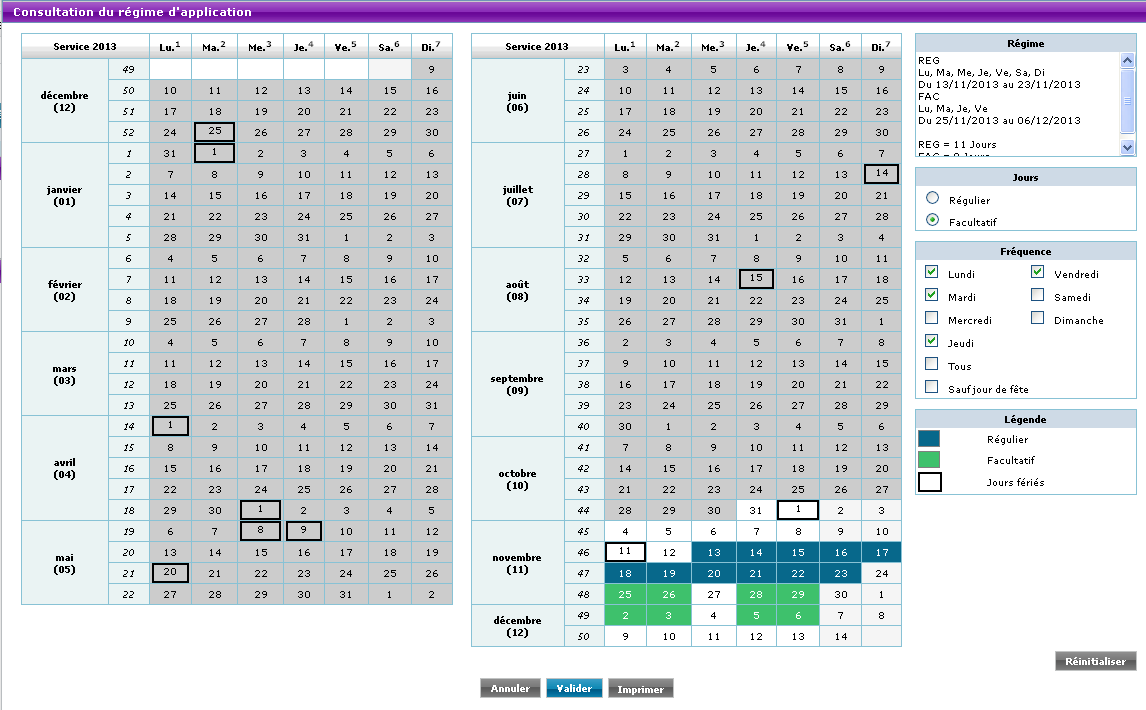 Consultation du régime d'application
Service 2013 Lu.1 Ma.2 Me.3 Je.4 Ve.5 Sa.6 Di.7
décembre (12)
49 9
50 10 11 12 13 14 15 16
51 17 18 19 20 21 22 23
52 24 25 26 27 28 29 30
janvier (01)
1 31 1 2 3 4 5 6
2 7 8 9 10 11 12 13
3 14 15 16 17 18 19 20
4 21 22 23 24 25 26 27
5 28 29 30 31 1 2 3
février (02)
6 4 5 6 7 8 9 10
7 11 12 13 14 15 16 17
8 18 19 20 21 22 23 24
9 25 26 27 28 1 2 3
mars (03)
10 4 5 6 7 8 9 10
11 11 12 13 14 15 16 17
12 18 19 20 21 22 23 24
13 25 26 27 28 29 30 31
avril (04)
14 1 2 3 4 5 6 7
15 8 9 10 11 12 13 14
16 15 16 17 18 19 20 21
17 22 23 24 25 26 27 28
18 29 30 1 2 3 4 5
mai (05)
19 6 7 8 9 10 11 12
20 13 14 15 16 17 18 19
21 20 21 22 23 24 25 26
22 27 28 29 30 31 1 2
Service 2013 Lu.1 Ma.2 Me.3 Je.4 Ve.5 Sa.6 Di.7
juin (06)
23 3 4 5 6 7 8 9
24 10 11 12 13 14 15 16
25 17 18 19 20 21 22 23
26 24 25 26 27 28 29 30
juillet (07)
27 1 2 3 4 5 6 7
28 8 9 10 11 12 13 14
29 15 16 17 18 19 20 21
30 22 23 24 25 26 27 28
31 29 30 31 1 2 3 4
août (08)
32 5 6 7 8 9 10 11
33 12 13 14 15 16 17 18
34 19 20 21 22 23 24 25
35 26 27 28 29 30 31 1
septembre (09)
36 2 3 4 5 6 7 8
37 9 10 11 12 13 14 15
38 16 17 18 19 20 21 22
39 23 24 25 26 27 28 29
40 30 1 2 3 4 5 6
octobre (10)
41 7 8 9 10 11 12 13
42 14 15 16 17 18 19 20
43 21 22 23 24 25 26 27
44 28 29 30 31 1 2 3
novembre (11)
45 4 5 6 7 8 9 10
46 11 12 13 14 15 16 17
47 18 19 20 21 22 23 24
48 25 26 27 28 29 30 1
décembre (12)
49 2 3 4 5 6 7 8
50 9 10 11 12 13 14
Régime
REG
Lu, Ma, Me, Je, Ve, Sa, Di
Du 13/11/2013 au 23/11/2013
FAC
Lu, Ma, Je, Ve
Du 25/11/2013 au 06/12/2013
REG = 11 Jours
FAC = 8 Jours
Jours
Régulier
Facultatif
Fréquence
Lundi Vendredi
Mardi Samedi
Mercredi Dimanche
Jeudi
Tous
Sauf jour de fête
Légende
Régulier
Facultatif
Jours fériés
Réinitialiser
Annuler Valider Imprimer